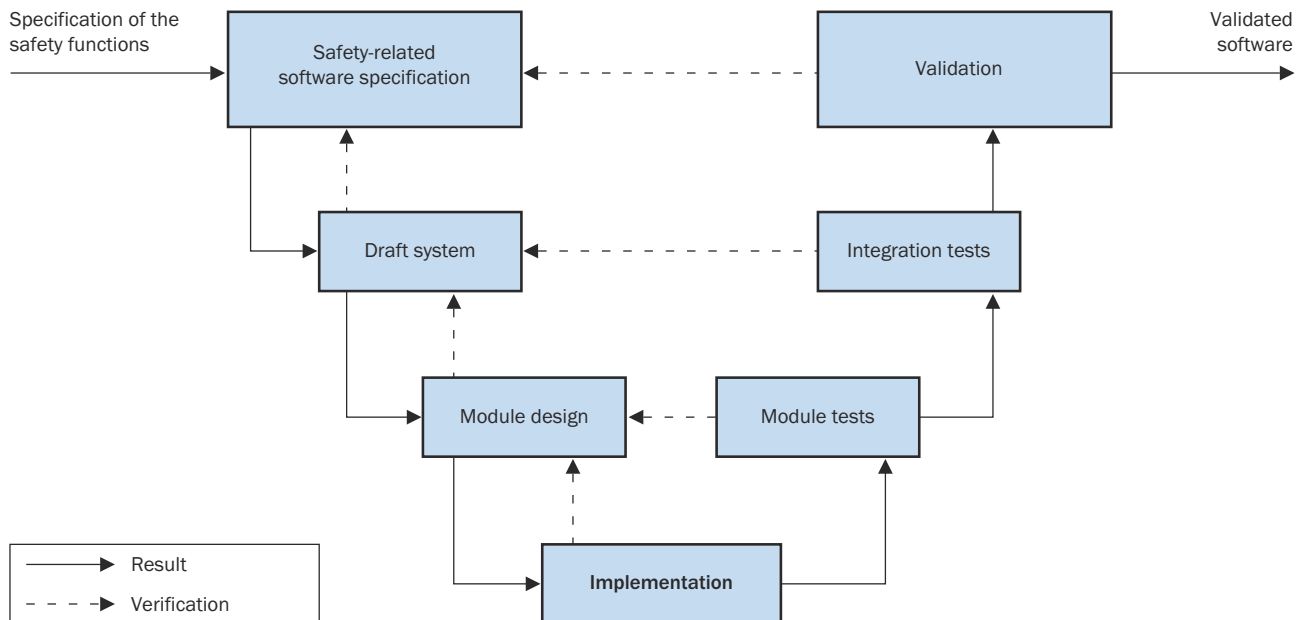 Specification of the
safety functions
Safety-related
software specification
Validation
Validated
software
Draft system
Integration tests
Module design
Module tests
Implementation
Result
Verification